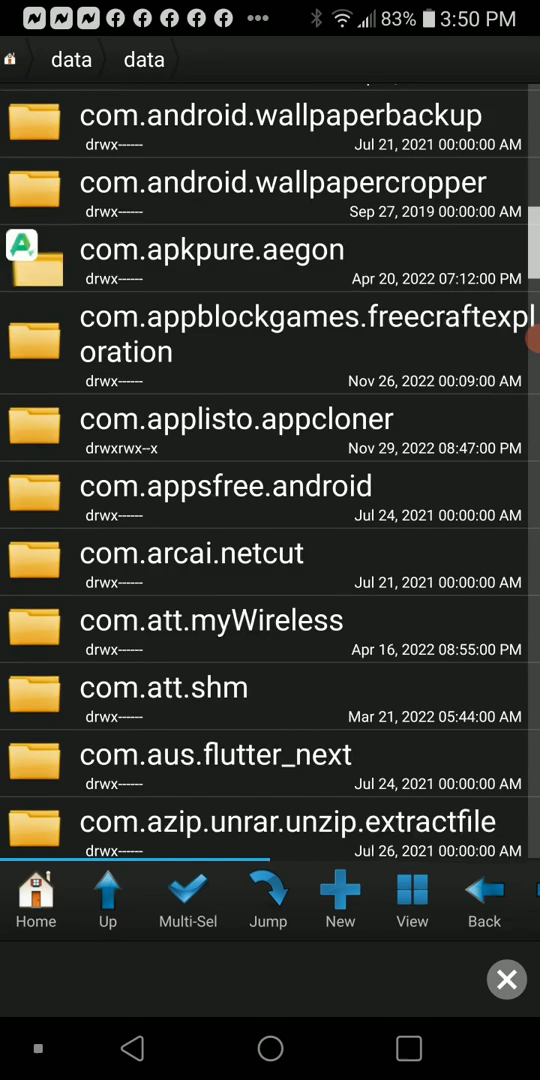 83% 3:50 PM
data data
com.android.wallpaperbackup
drwx------ Jul 21, 2021 00:00:00 AM
com.android.wallpapercropper
drwx------ Sep 27, 2019 00:00:00 AM
com.apkpure.aegon
drwx------ Apr 20, 2022 07:12:00 PM
com.appblockgames.freecraftexpl
oration
drwx------ Nov 26, 2022 00:09:00 AM
com.applisto.appcloner
drwxrwx--x Nov 29, 2022 08:47:00 PM
com.appsfree.android
drwx------ Jul 24, 2021 00:00:00 AM
com.arcai.netcut
drwx------ Jul 21, 2021 00:00:00 AM
com.att.myWireless
drwx------ Apr 16, 2022 08:55:00 PM
com.att.shm
drwx------ Mar 21, 2022 05:44:00 AM
com.aus.flutter_next
drwx------ Jul 24, 2021 00:00:00 AM
com.azip.unrar.unzip.extractfile
drwx------ Jul 26, 2021 00:00:00 AM
Home Up Multi-Sel Jump New View Back